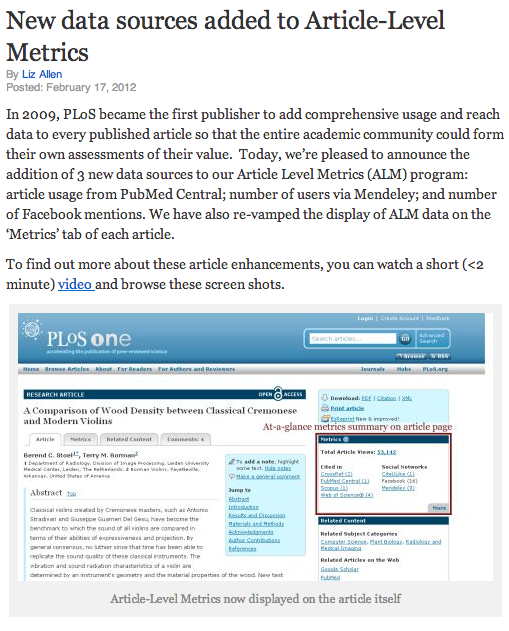 New data sources added to Article-Level
Metrics
By Liz Allen
Posted: February 17, 2012
In 2009, PLoS became the first publisher to add comprehensive usage and reach
data to every published article so that the entire academic community could form
their own assessments of their value.  Today, we're pleased to announce the
addition of 3 new data sources to our Article Level Metrics (ALM) program:
article usage from PubMed Central; number of users via Mendeley; and number
of Facebook mentions. We have also re-vamped the display of ALM data on the
'Metrics' tab of each article.
To find out more about these article enhancements, you can watch a short (<2
minute) video and browse these screen shots.
Login | Create Account | Feedback
PLoS one
accelerating the publication of peer-reviewed science
Search articles... GO Advanced Search
Browse RSS
Home Browse Articles About For Readers For Authors and Reviewers Journals Hubs PLoS.org
RESEARCH ARTICLE OPEN ACCESS
A Comparison of Wood Density between Classical Cremonese
and Modern Violins
Article Metrics Related Content Comments: 4
Berend C. Stoel, Terry M. Borman
1 Department of Radiology, Division of Image Processing, Leiden University
Medical Center, Leiden, The Netherlands, 2 Borman Violins, Fayetteville,
Arkansas, United States of America
To add a note, highlight
some text. Hide notes
Make a general comment
Jump to
Abstract
Introduction
Results and Discussion
Materials and Methods
Acknowledgments
Author Contributions
References
Abstract Top
Classical violins created by Cremonese masters, such as Antonio
Stradivari and Giuseppe Guarneri Del Gesu, have become the
benchmark to which the sound of all violins are compared in
terms of their abilities of expressiveness and projection. By
general consensus, no luthier since that time has been able to
replicate the sound quality of these classical instruments. The
vibration and sound radiation characteristics of a violin are
determined by an instrument's geometry and the material properties of the wood. New test
Download: PDF | Citation | XML
Print article
EzReprint New & improved!
At-a-glance metrics summary on article page
Metrics
Total Article Views: 53,142
Cited in
CrossRef (2)
PubMed Central (1)
Scopus (1)
Web of Science® (4)
Social Networks
CiteULike (1)
Facebook (16)
Mendeley (9)
More
Related Content
Related Subject Categories
Computer Science, Plant Biology, Radiology and
Medical Imaging
Related Articles on the Web
Google Scholar
PubMed
Article-Level Metrics now displayed on the article itself